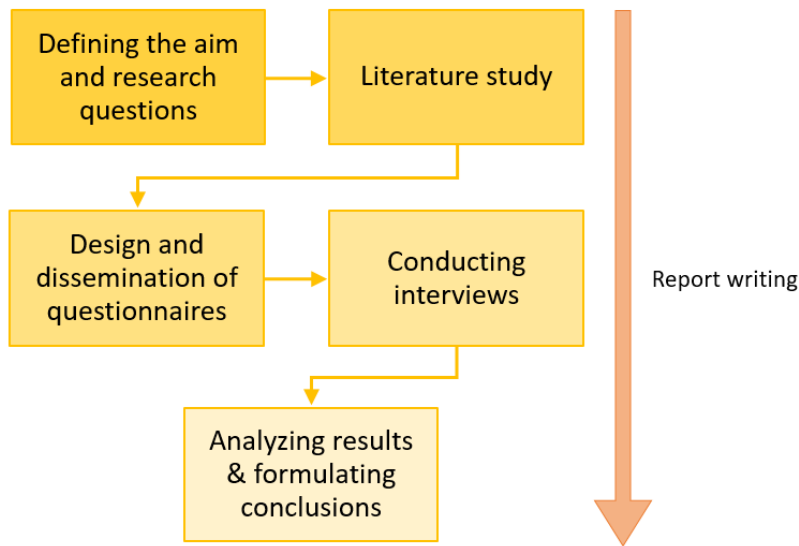 Defining the aim
and research
questions
Literature study
Design and
dissemination of
questionnaires
Conducting
interviews
Report writing
Analyzing results
& formulating
conclusions